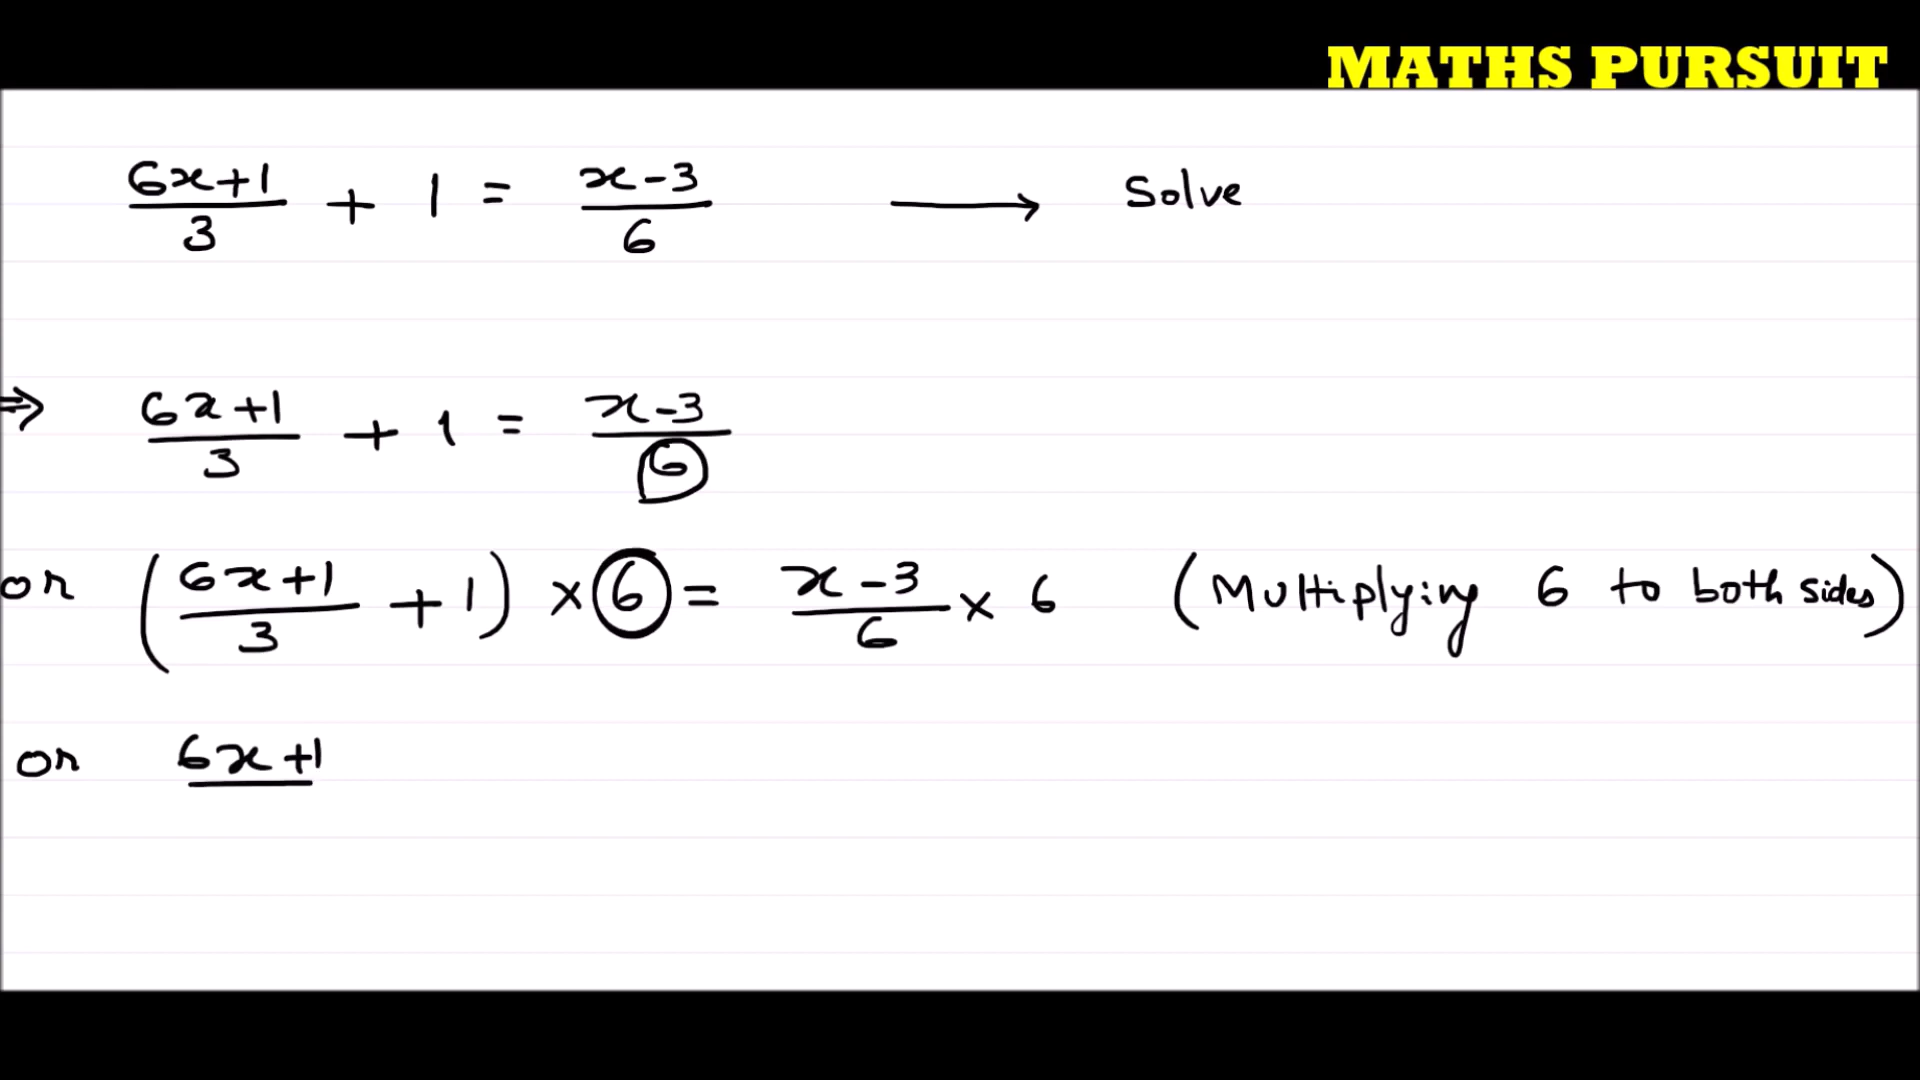 MATHS PURSUIT
(6x+1)/3 + 1 = (x-3)/6 ⟶ Solve
⇒ (6x+1)/3 + 1 = (x-3)/6
or ((6x+1)/3 + 1) × 6 = (x-3)/6 × 6 (Multiplying 6 to both sides)
or 6x+1